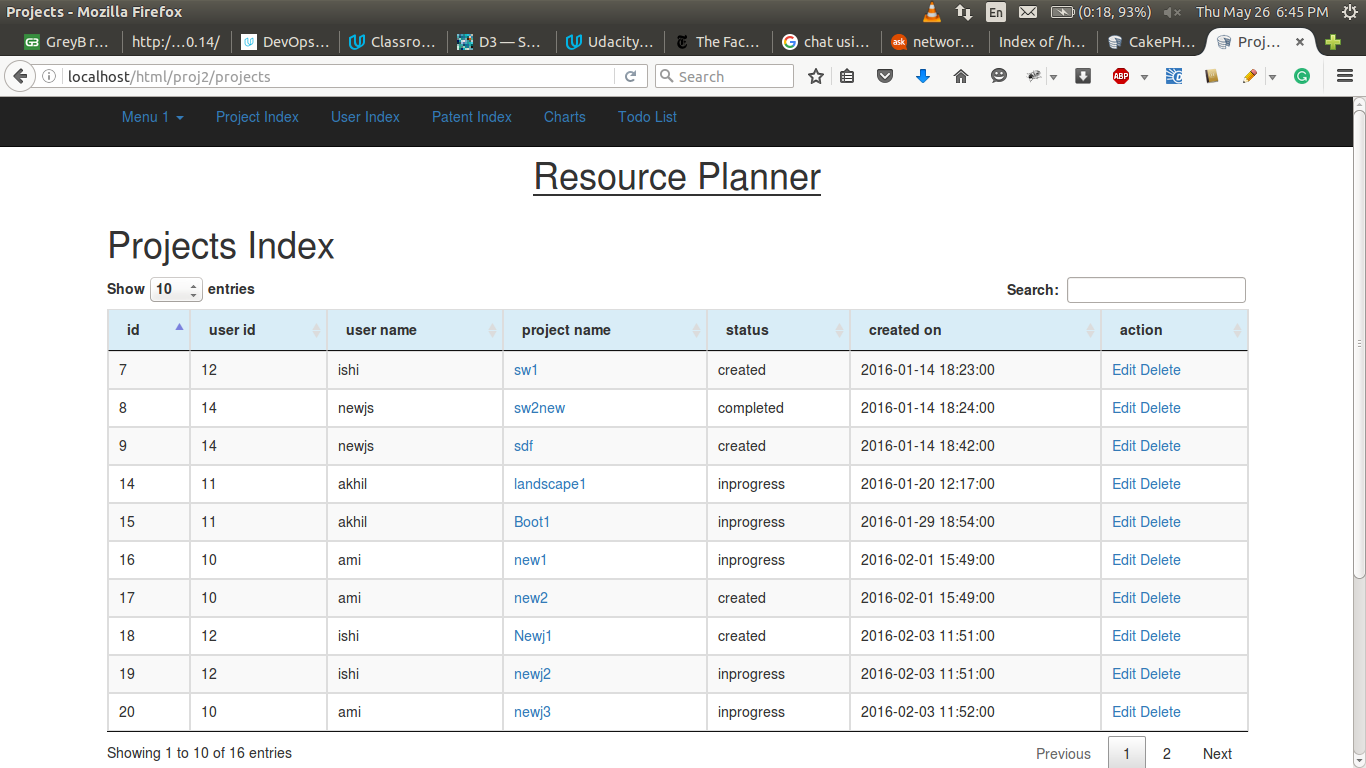 Projects - Mozilla Firefox En (0:18, 93%) Thu May 26 6:45 PM
GreyB r... http:/...0.14/ DevOps... Classro... D3 — S... Udacity... The Fac... chat usi... networ... Index of /h... CakePH... Proj...
localhost/html/proj2/projects Search ABP
Menu 1 Project Index User Index Patent Index Charts Todo List
Resource Planner
Projects Index
Show 10 entries Search:
id user id user name project name status created on action
7 12 ishi sw1 created 2016-01-14 18:23:00 Edit Delete
8 14 newjs sw2new completed 2016-01-14 18:24:00 Edit Delete
9 14 newjs sdf created 2016-01-14 18:42:00 Edit Delete
14 11 akhil landscape1 inprogress 2016-01-20 12:17:00 Edit Delete
15 11 akhil Boot1 inprogress 2016-01-29 18:54:00 Edit Delete
16 10 ami new1 inprogress 2016-02-01 15:49:00 Edit Delete
17 10 ami new2 created 2016-02-01 15:49:00 Edit Delete
18 12 ishi Newj1 created 2016-02-03 11:51:00 Edit Delete
19 12 ishi newj2 inprogress 2016-02-03 11:51:00 Edit Delete
20 10 ami newj3 inprogress 2016-02-03 11:52:00 Edit Delete
Showing 1 to 10 of 16 entries Previous 1 2 Next